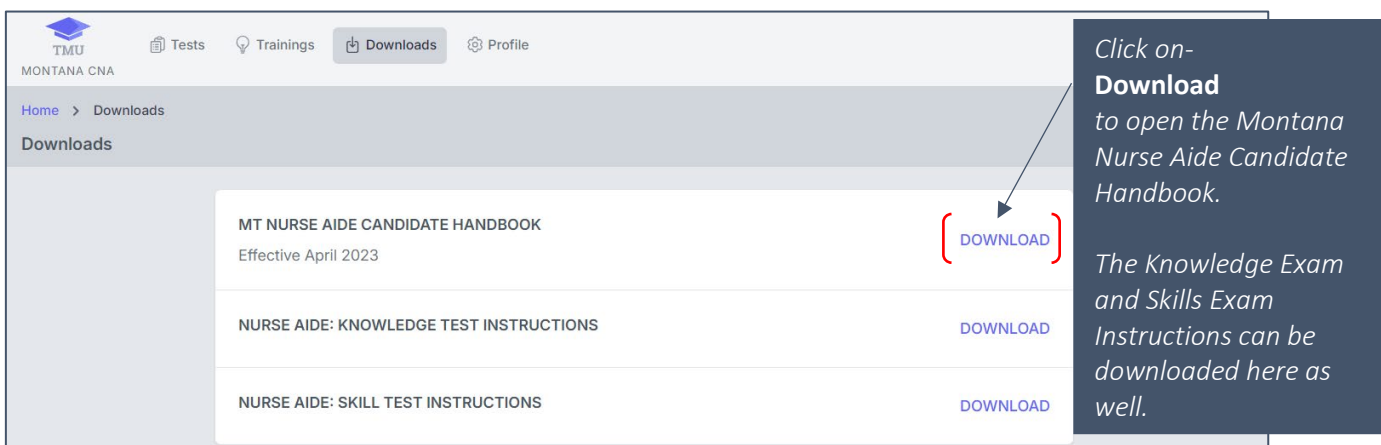 TMU
MONTANA CNA
Tests
Trainings
Downloads
Profile
Home > Downloads
Downloads
MT NURSE AIDE CANDIDATE HANDBOOK
Effective April 2023
DOWNLOAD
NURSE AIDE: KNOWLEDGE TEST INSTRUCTIONS
DOWNLOAD
NURSE AIDE: SKILL TEST INSTRUCTIONS
DOWNLOAD
Click on-
Download
to open the Montana
Nurse Aide Candidate
Handbook.
The Knowledge Exam
and Skills Exam
Instructions can be
downloaded here as
well.